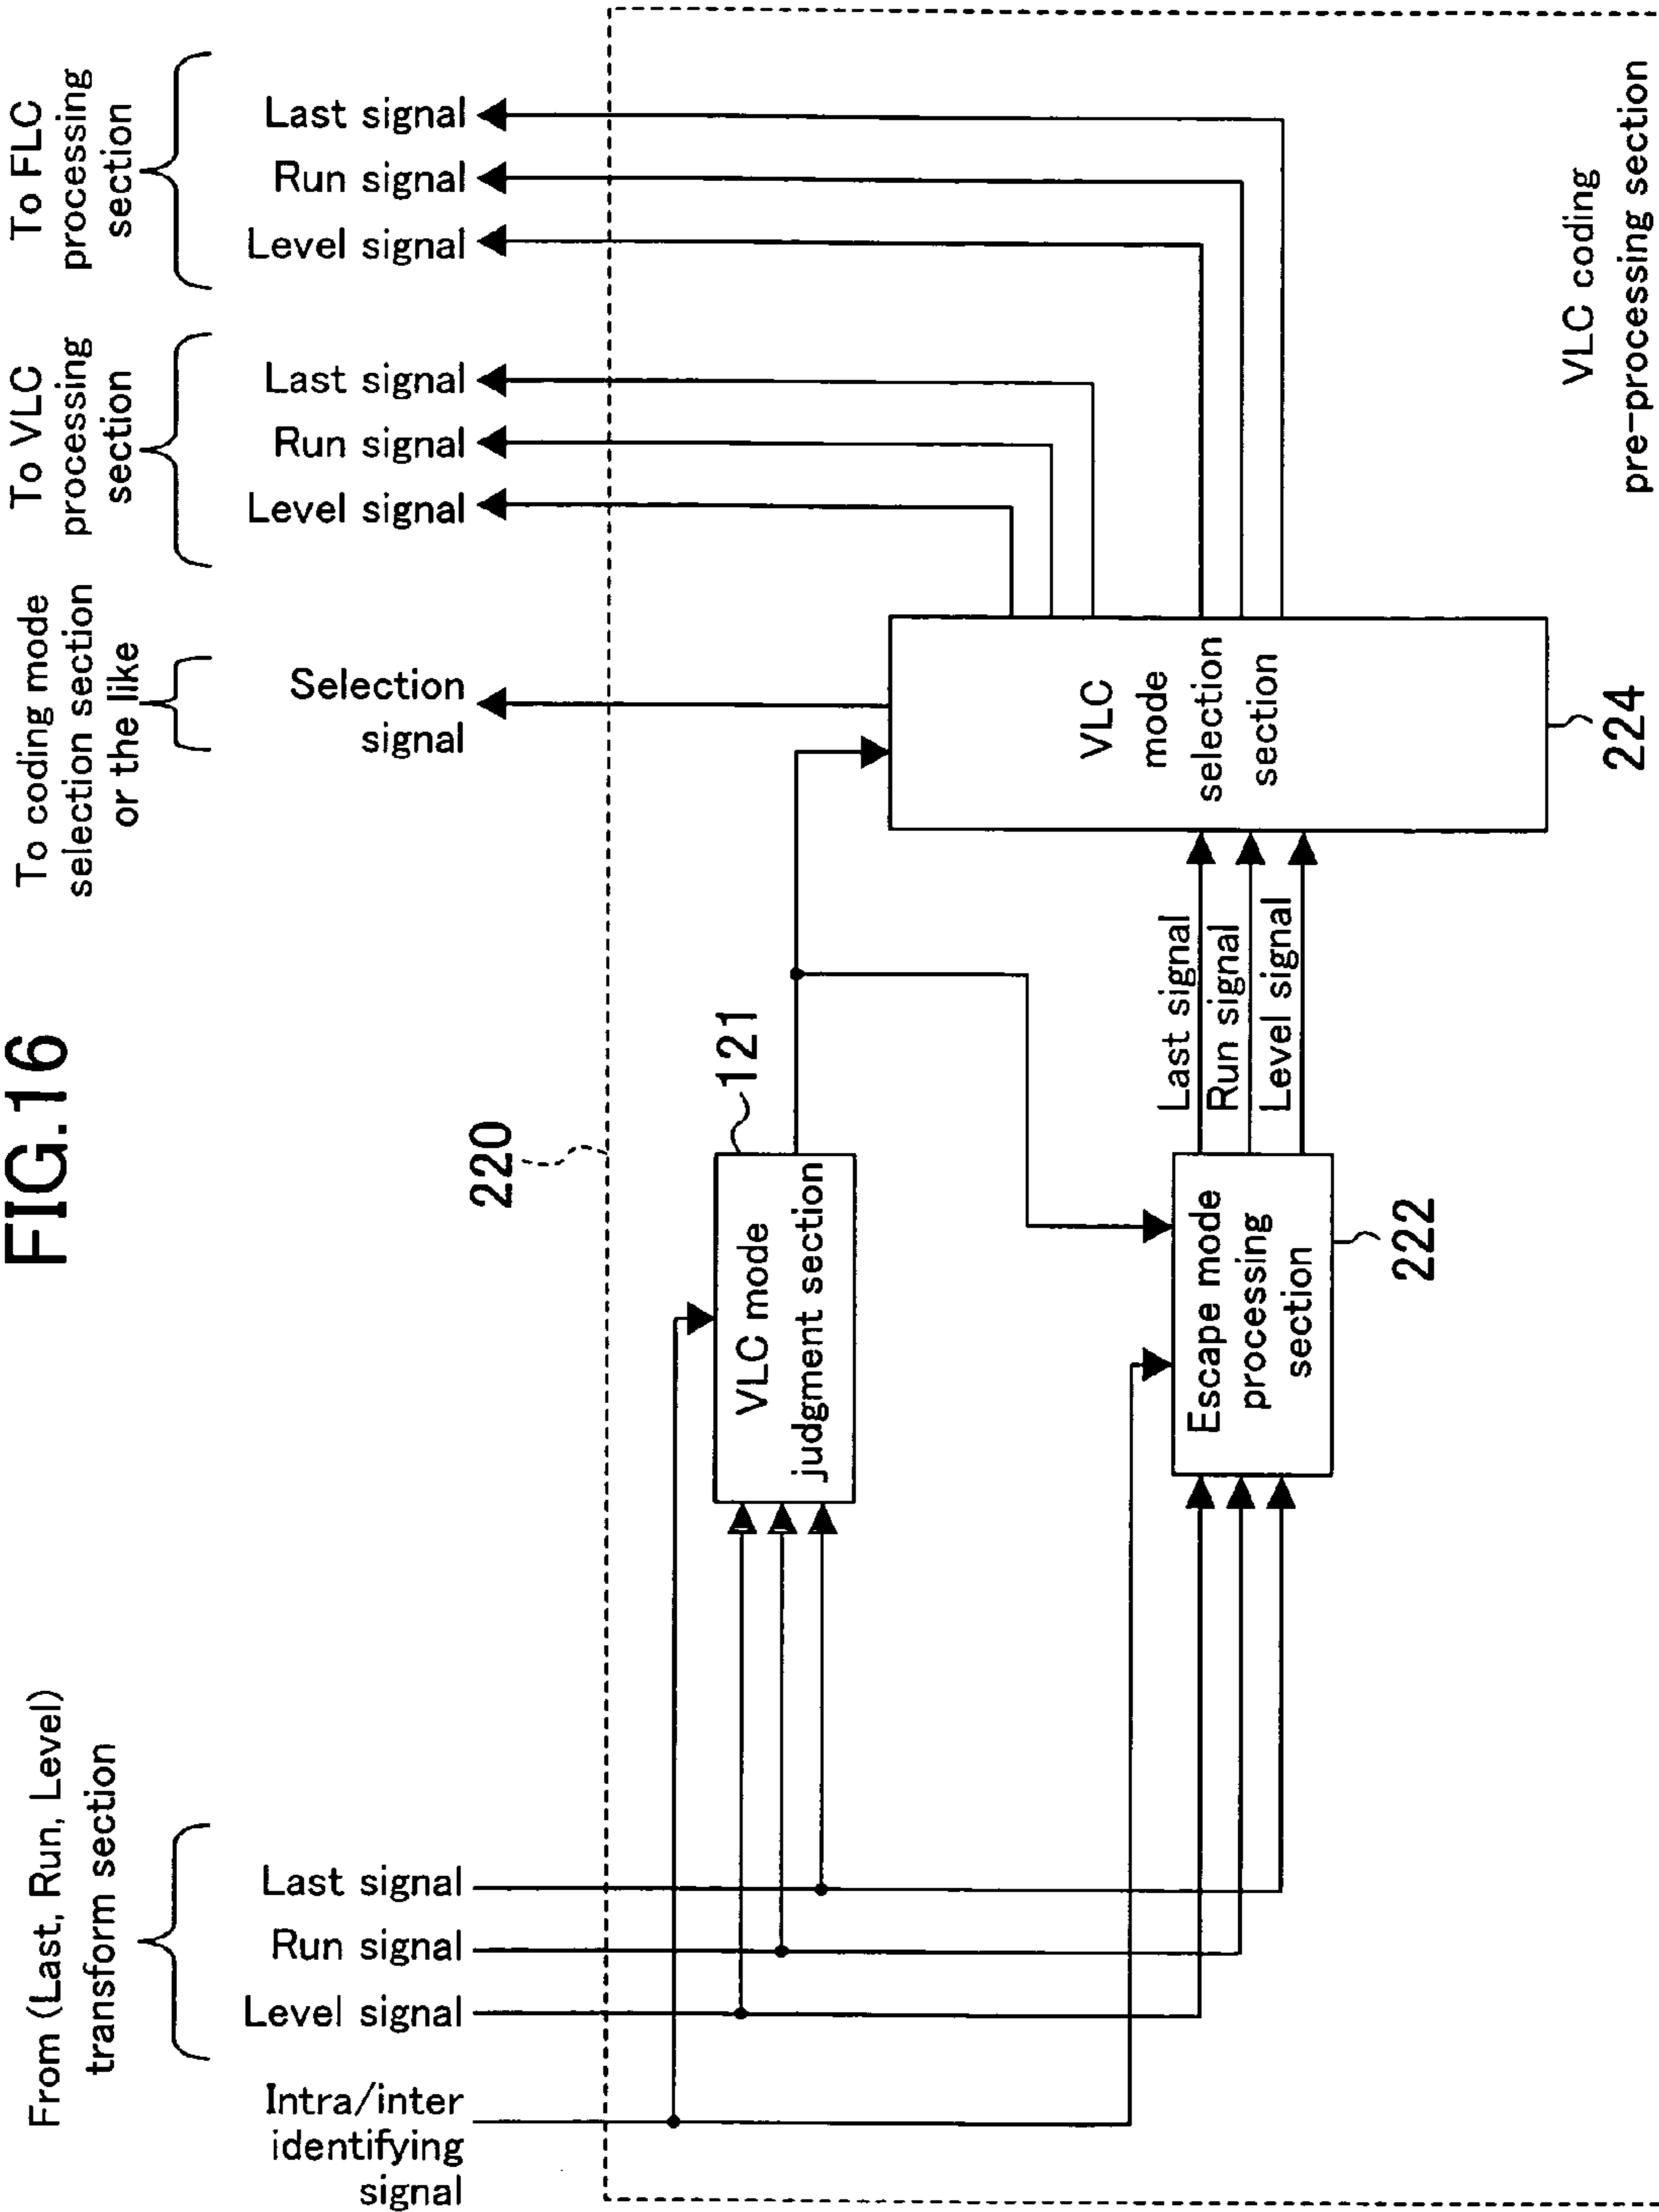 FIG.16
From (Last, Run, Level)
transform section
To coding mode
selection section
or the like
To VLC
processing
section
To FLC
processing
section
Intra/inter
identifying
signal
Level signal
Run signal
Last signal
Selection
signal
Level signal
Run signal
Last signal
Level signal
Run signal
Last signal
220
121
VLC mode
judgment section
Escape mode
processing
section
222
Last signal
Run signal
Level signal
VLC
mode
selection
section
224
VLC coding
pre-processing section